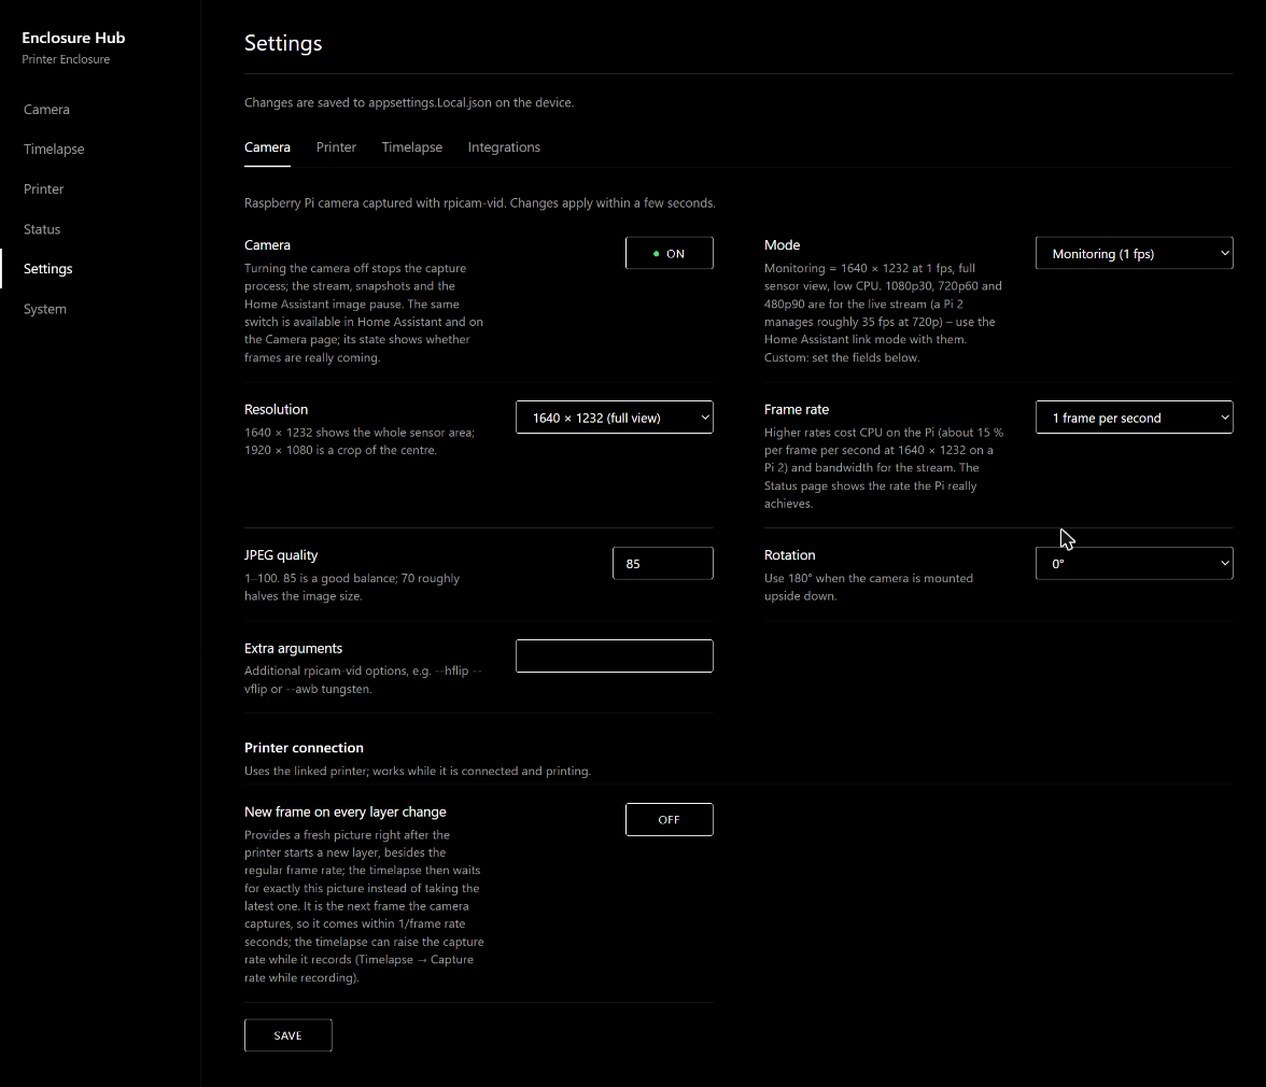 Enclosure Hub
Printer Enclosure
Camera
Timelapse
Printer
Status
Settings
System
Settings
Changes are saved to appsettings.Local.json on the device.
Camera Printer Timelapse Integrations
Raspberry Pi camera captured with rpicam-vid. Changes apply within a few seconds.
Camera
Turning the camera off stops the capture
process; the stream, snapshots and the
Home Assistant image pause. The same
switch is available in Home Assistant and on
the Camera page; its state shows whether
frames are really coming.
ON
Mode
Monitoring = 1640 × 1232 at 1 fps, full
sensor view, low CPU. 1080p30, 720p60 and
480p90 are for the live stream (a Pi 2
manages roughly 35 fps at 720p) – use the
Home Assistant link mode with them.
Custom: set the fields below.
Monitoring (1 fps)
Resolution
1640 × 1232 shows the whole sensor area;
1920 × 1080 is a crop of the centre.
1640 × 1232 (full view)
Frame rate
Higher rates cost CPU on the Pi (about 15 %
per frame per second at 1640 × 1232 on a
Pi 2) and bandwidth for the stream. The
Status page shows the rate the Pi really
achieves.
1 frame per second
JPEG quality
1–100. 85 is a good balance; 70 roughly
halves the image size.
85
Rotation
Use 180° when the camera is mounted
upside down.
0°
Extra arguments
Additional rpicam-vid options, e.g. --hflip --
vflip or --awb tungsten.
Printer connection
Uses the linked printer; works while it is connected and printing.
New frame on every layer change
Provides a fresh picture right after the
printer starts a new layer, besides the
regular frame rate; the timelapse then waits
for exactly this picture instead of taking the
latest one. It is the next frame the camera
captures, so it comes within 1/frame rate
seconds; the timelapse can raise the capture
rate while it records (Timelapse → Capture
rate while recording).
OFF
SAVE